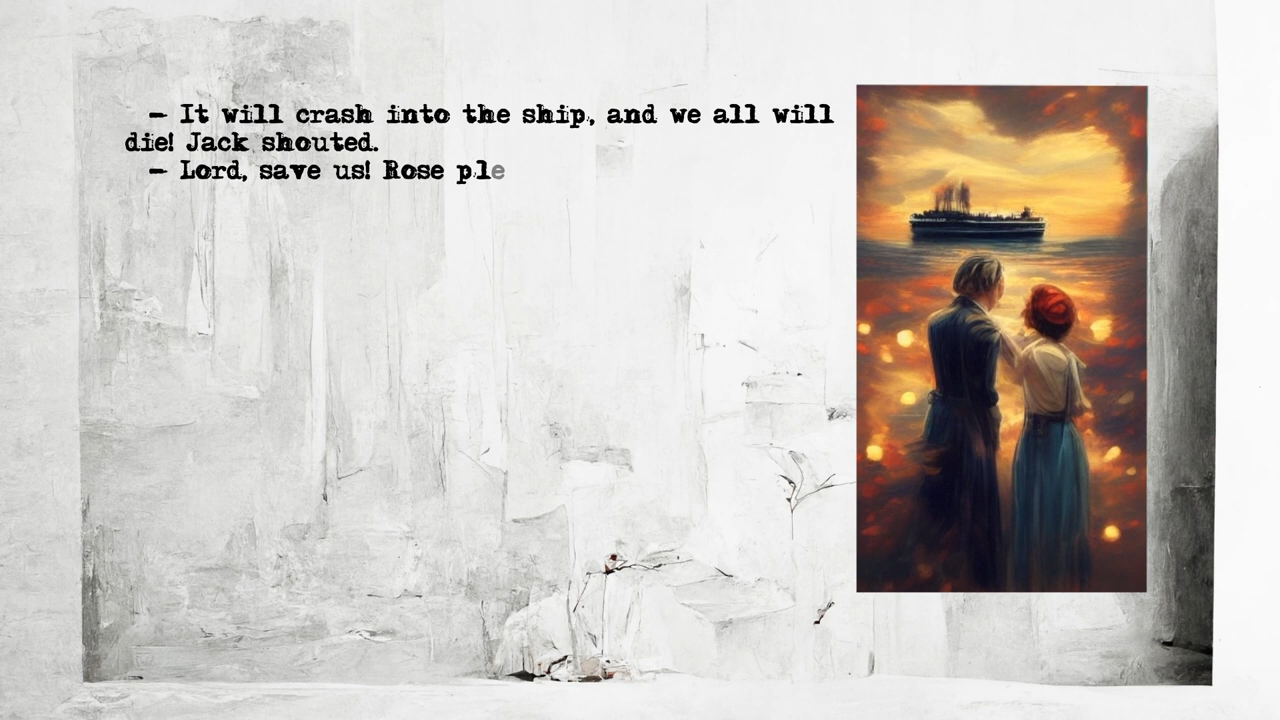 — It will crash into the ship, and we all will
die! Jack shouted.
— Lord, save us! Rose ple